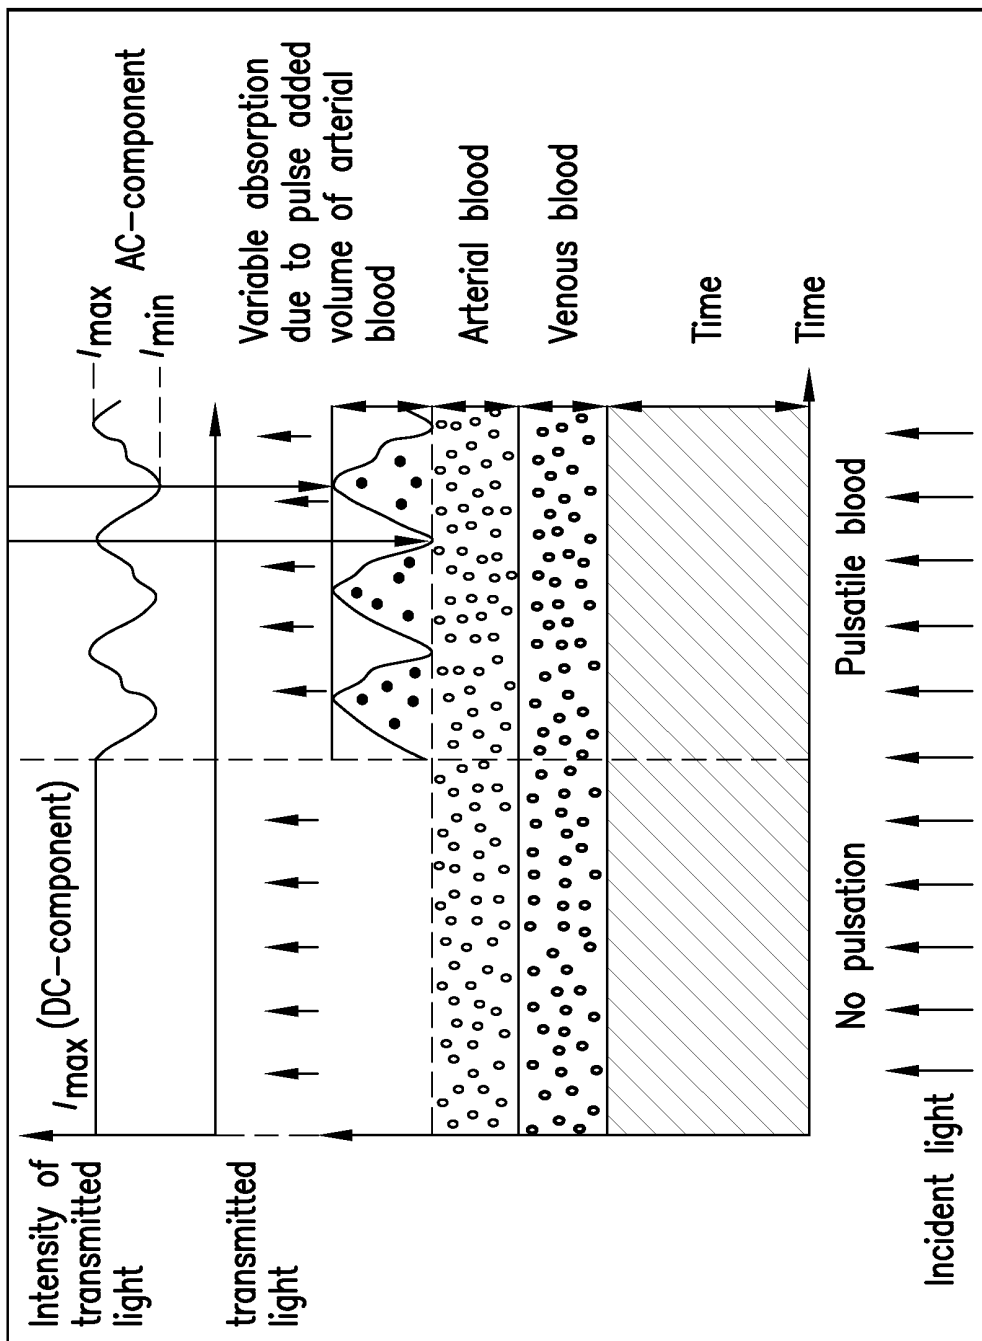 Intensity of
transmitted
light
I max (DC-component)
I max
AC-component
I min
transmitted
light
Variable absorption
due to pulse added
volume of arterial
blood
Arterial blood
Venous blood
Time
Time
No pulsation
Pulsatile blood
Incident light